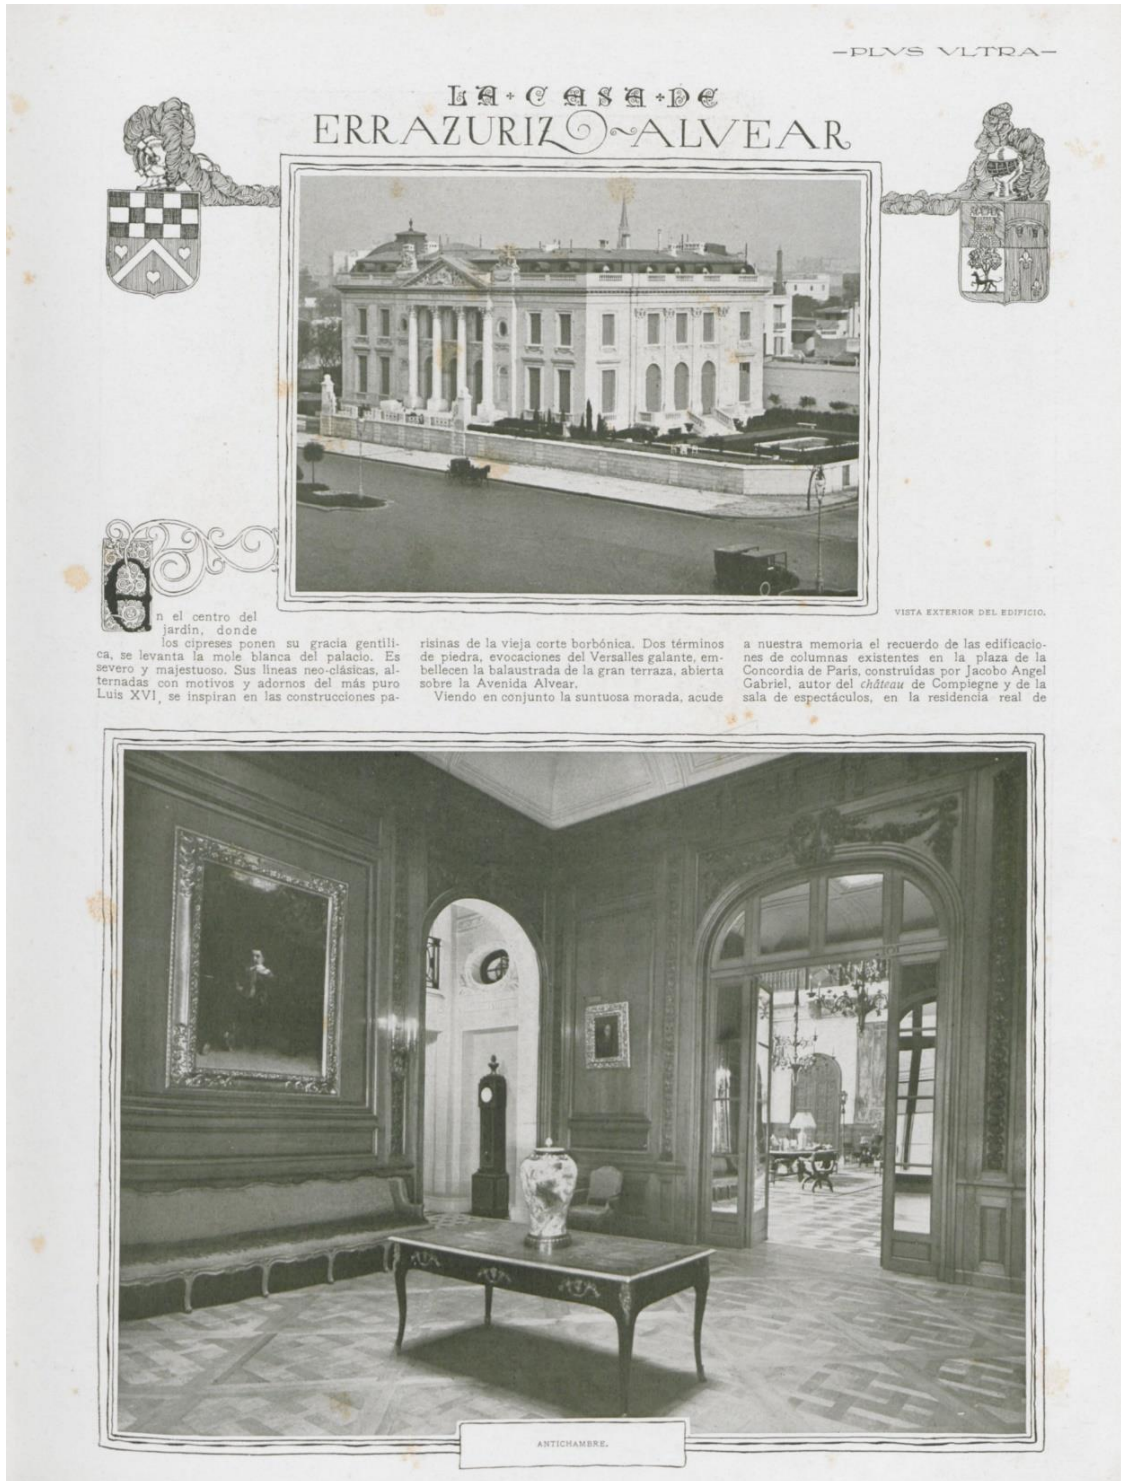 —PLVS VLTRA—
LA·CASA·DE
ERRAZURIZ~ALVEAR
VISTA EXTERIOR DEL EDIFICIO.
En el centro del
jardín, donde
los cipreses ponen su gracia gentíli-
ca, se levanta la mole blanca del palacio. Es
severo y majestuoso. Sus líneas neo-clásicas, al-
ternadas con motivos y adornos del más puro
Luis XVI, se inspiran en las construcciones pa-
risinas de la vieja corte borbónica. Dos términos
de piedra, evocaciones del Versalles galante, em-
bellecen la balaustrada de la gran terraza, abierta
sobre la Avenida Alvear.
Viendo en conjunto la suntuosa morada, acude
a nuestra memoria el recuerdo de las edificacio-
nes de columnas existentes en la plaza de la
Concordia de París, construídas por Jacobo Angel
Gabriel, autor del château de Compiegne y de la
sala de espectáculos, en la residencia real de
ANTICHAMBRE.